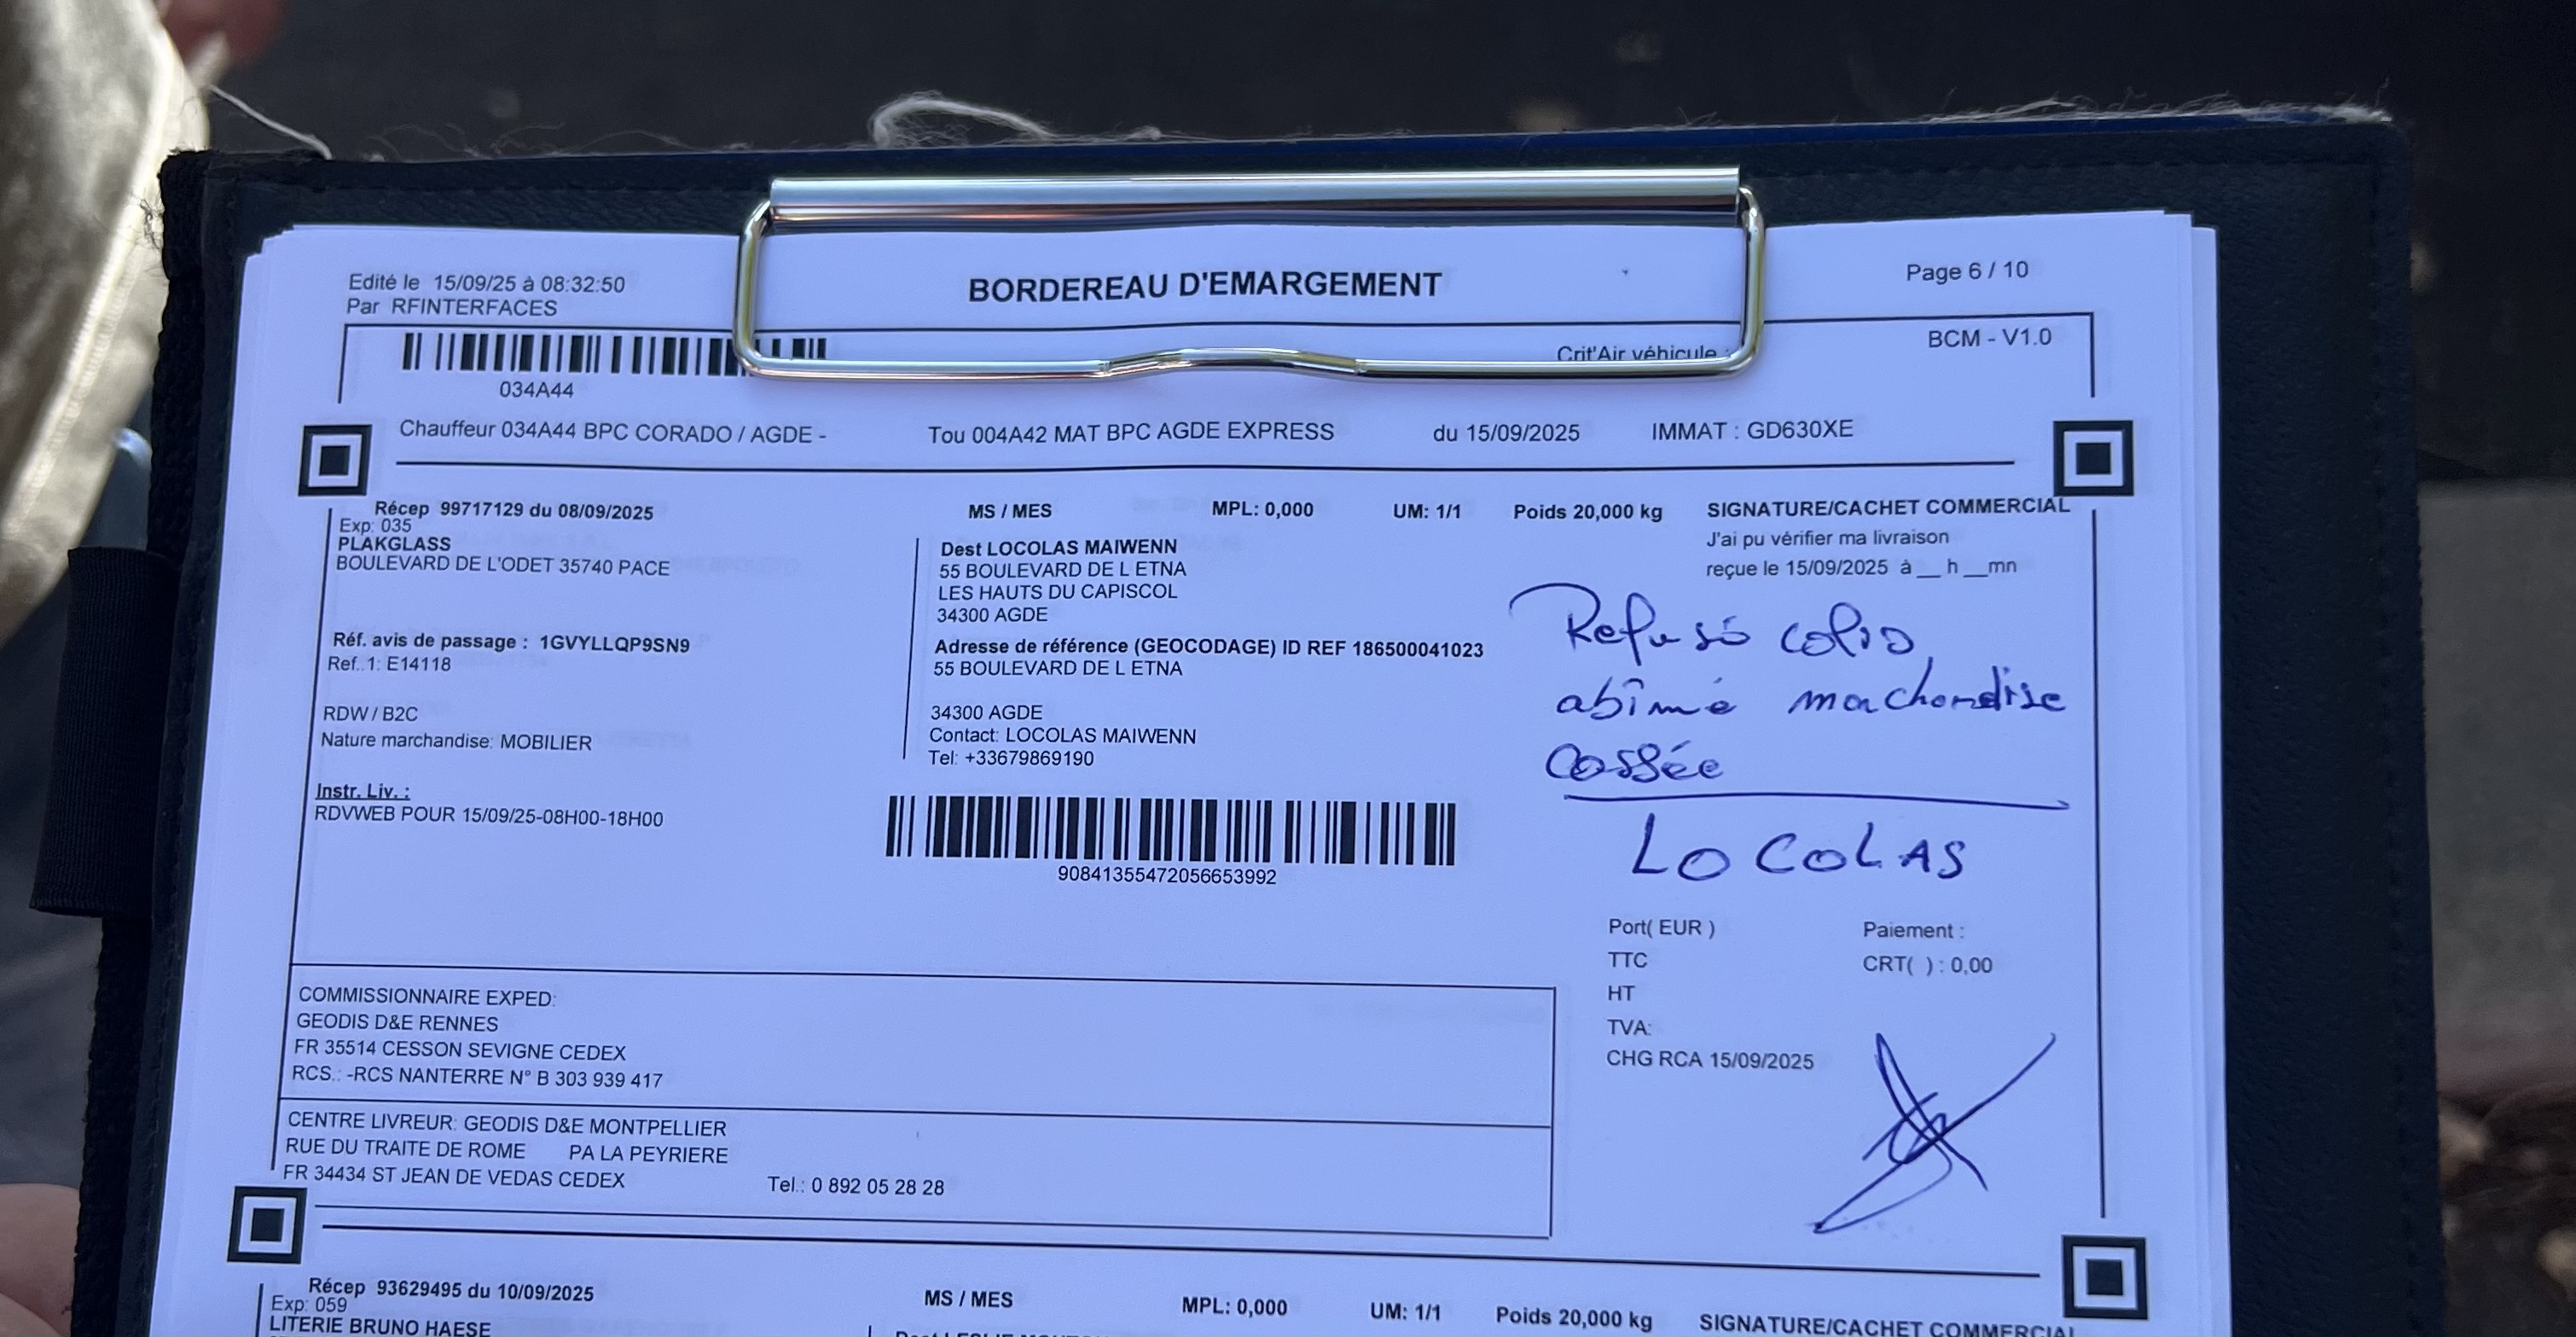 Edité le 15/09/25 à 08:32:50
Par RFINTERFACES
BORDEREAU D'EMARGEMENT
Page 6 / 10
BCM - V1.0
Crit'Air véhicule :
034A44
Chauffeur 034A44 BPC CORADO / AGDE - Tou 004A42 MAT BPC AGDE EXPRESS du 15/09/2025 IMMAT : GD630XE
Récep 99717129 du 08/09/2025 MS / MES MPL: 0,000 UM: 1/1 Poids 20,000 kg
Exp: 035
PLAKGLASS
BOULEVARD DE L'ODET 35740 PACE
Réf. avis de passage : 1GVYLLQP9SN9
Ref..1: E14118
RDW / B2C
Nature marchandise: MOBILIER
Instr. Liv. :
RDVWEB POUR 15/09/25-08H00-18H00
Dest LOCOLAS MAIWENN
55 BOULEVARD DE L ETNA
LES HAUTS DU CAPISCOL
34300 AGDE
Adresse de référence (GEOCODAGE) ID REF 186500041023
55 BOULEVARD DE L ETNA
34300 AGDE
Contact: LOCOLAS MAIWENN
Tel: +33679869190
90841355472056653992
SIGNATURE/CACHET COMMERCIAL
J'ai pu vérifier ma livraison
reçue le 15/09/2025 à __ h __mn
Refusé colis
abîmé marchandise
cassée
LOCOLAS
Port( EUR ) Paiement :
TTC CRT( ) : 0,00
HT
TVA:
CHG RCA 15/09/2025
COMMISSIONNAIRE EXPED:
GEODIS D&E RENNES
FR 35514 CESSON SEVIGNE CEDEX
RCS.: -RCS NANTERRE N° B 303 939 417
CENTRE LIVREUR: GEODIS D&E MONTPELLIER
RUE DU TRAITE DE ROME PA LA PEYRIERE
FR 34434 ST JEAN DE VEDAS CEDEX Tel.: 0 892 05 28 28
Récep 93629495 du 10/09/2025 MS / MES MPL: 0,000 UM: 1/1 Poids 20,000 kg SIGNATURE/CACHET COMMERCIAL
Exp: 059
LITERIE BRUNO HAESE